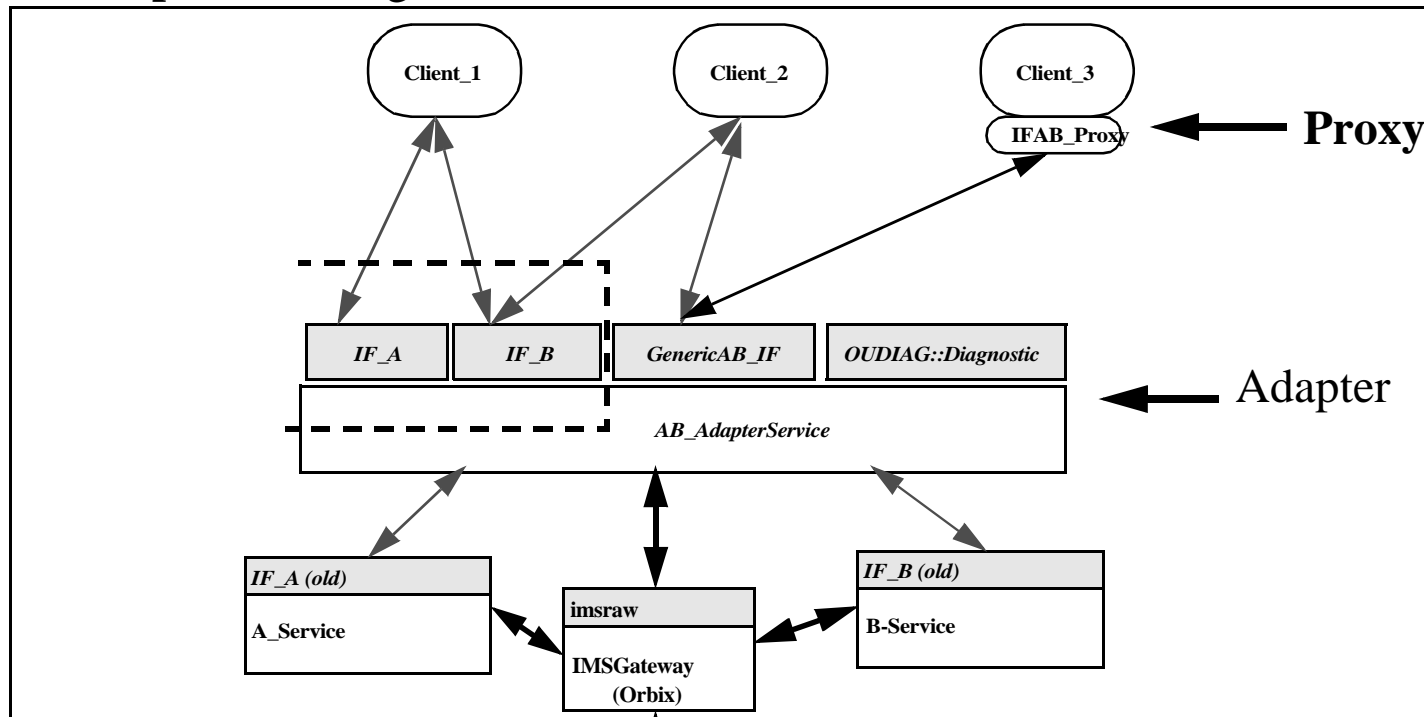 Client_1
Client_2
Client_3
IFAB_Proxy
Proxy
IF_A
IF_B
GenericAB_IF
OUDIAG::Diagnostic
Adapter
AB_AdapterService
IF_A (old)
A_Service
imsraw
IMSGateway
(Orbix)
IF_B (old)
B-Service